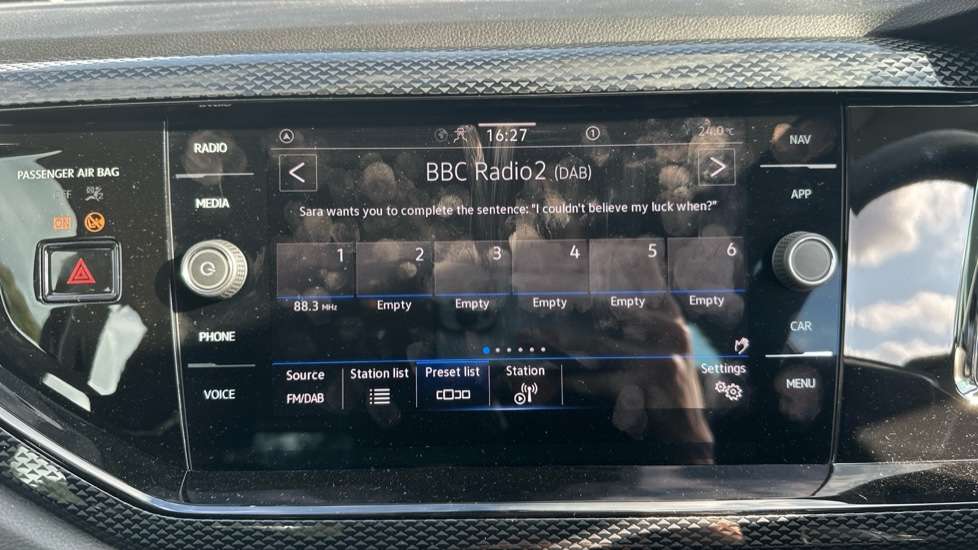 RADIO
MEDIA
PHONE
VOICE
PASSENGER AIR BAG
OFF
ON
16:27
1
24.0 °C
NAV
APP
CAR
MENU
<
BBC Radio2 (DAB)
>
Sara wants you to complete the sentence: "I couldn't believe my luck when?"
1 2 3 4 5 6
88.3 MHz Empty Empty Empty Empty Empty
Source Station list Preset list Station Settings
FM/DAB